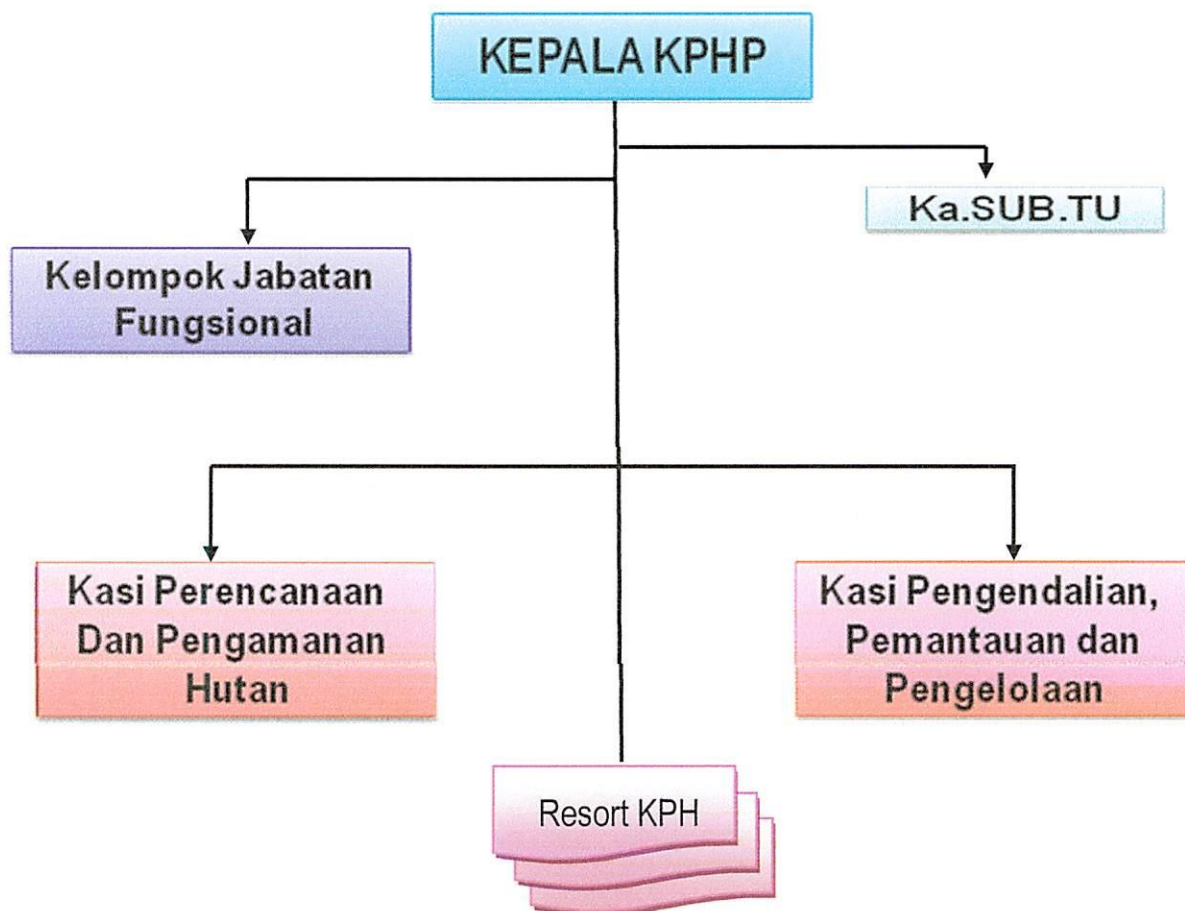 KEPALA KPHP
Ka.SUB.TU
Kelompok Jabatan
Fungsional
Kasi Perencanaan
Dan Pengamanan
Hutan
Kasi Pengendalian,
Pemantauan dan
Pengelolaan
Resort KPH